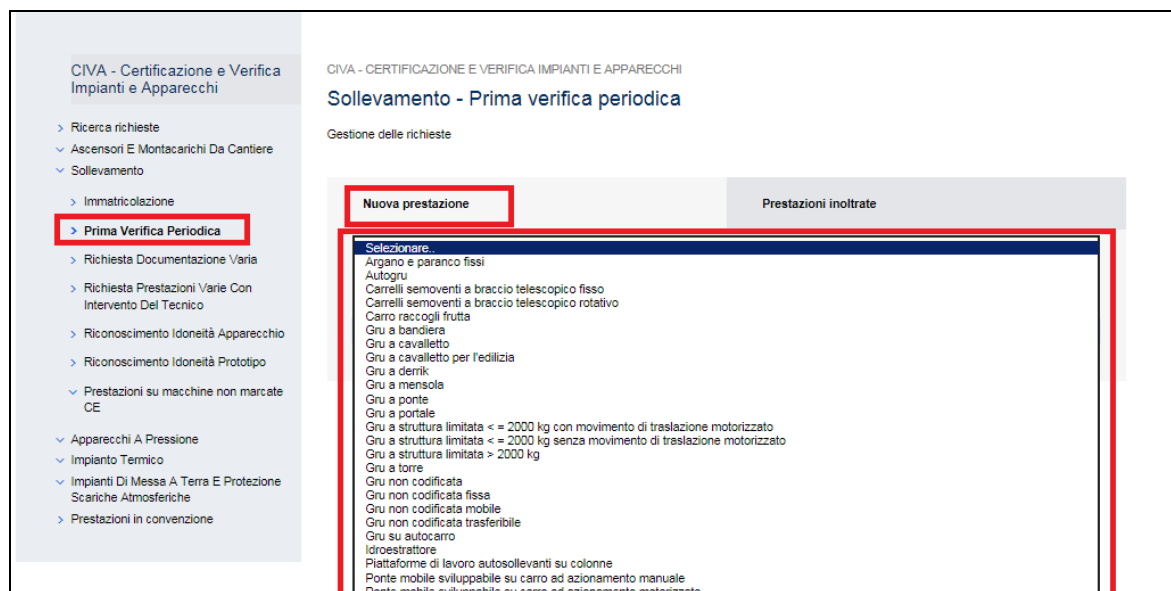 CIVA - Certificazione e Verifica
Impianti e Apparecchi
Ricerca richieste
Ascensori E Montacarichi Da Cantiere
Sollevamento
Immatricolazione
Prima Verifica Periodica
Richiesta Documentazione Varia
Richiesta Prestazioni Varie Con
Intervento Del Tecnico
Riconoscimento Idoneità Apparecchio
Riconoscimento Idoneità Prototipo
Prestazioni su macchine non marcate
CE
Apparecchi A Pressione
Impianto Termico
Impianti Di Messa A Terra E Protezione
Scariche Atmosferiche
Prestazioni in convenzione
CIVA - CERTIFICAZIONE E VERIFICA IMPIANTI E APPARECCHI
Sollevamento - Prima verifica periodica
Gestione delle richieste
Nuova prestazione
Prestazioni inoltrate
Selezionare..
Argano e paranco fissi
Autogru
Carrelli semoventi a braccio telescopico fisso
Carrelli semoventi a braccio telescopico rotativo
Carro raccogli frutta
Gru a bandiera
Gru a cavalletto
Gru a cavalletto per l'edilizia
Gru a derrik
Gru a mensola
Gru a ponte
Gru a portale
Gru a struttura limitata < = 2000 kg con movimento di traslazione motorizzato
Gru a struttura limitata < = 2000 kg senza movimento di traslazione motorizzato
Gru a struttura limitata > 2000 kg
Gru a torre
Gru non codificata
Gru non codificata fissa
Gru non codificata mobile
Gru non codificata trasferibile
Gru su autocarro
Idroestrattore
Piattaforme di lavoro autosollevanti su colonne
Ponte mobile sviluppabile su carro ad azionamento manuale
Ponte mobile sviluppabile su carro ad azionamento motorizzato